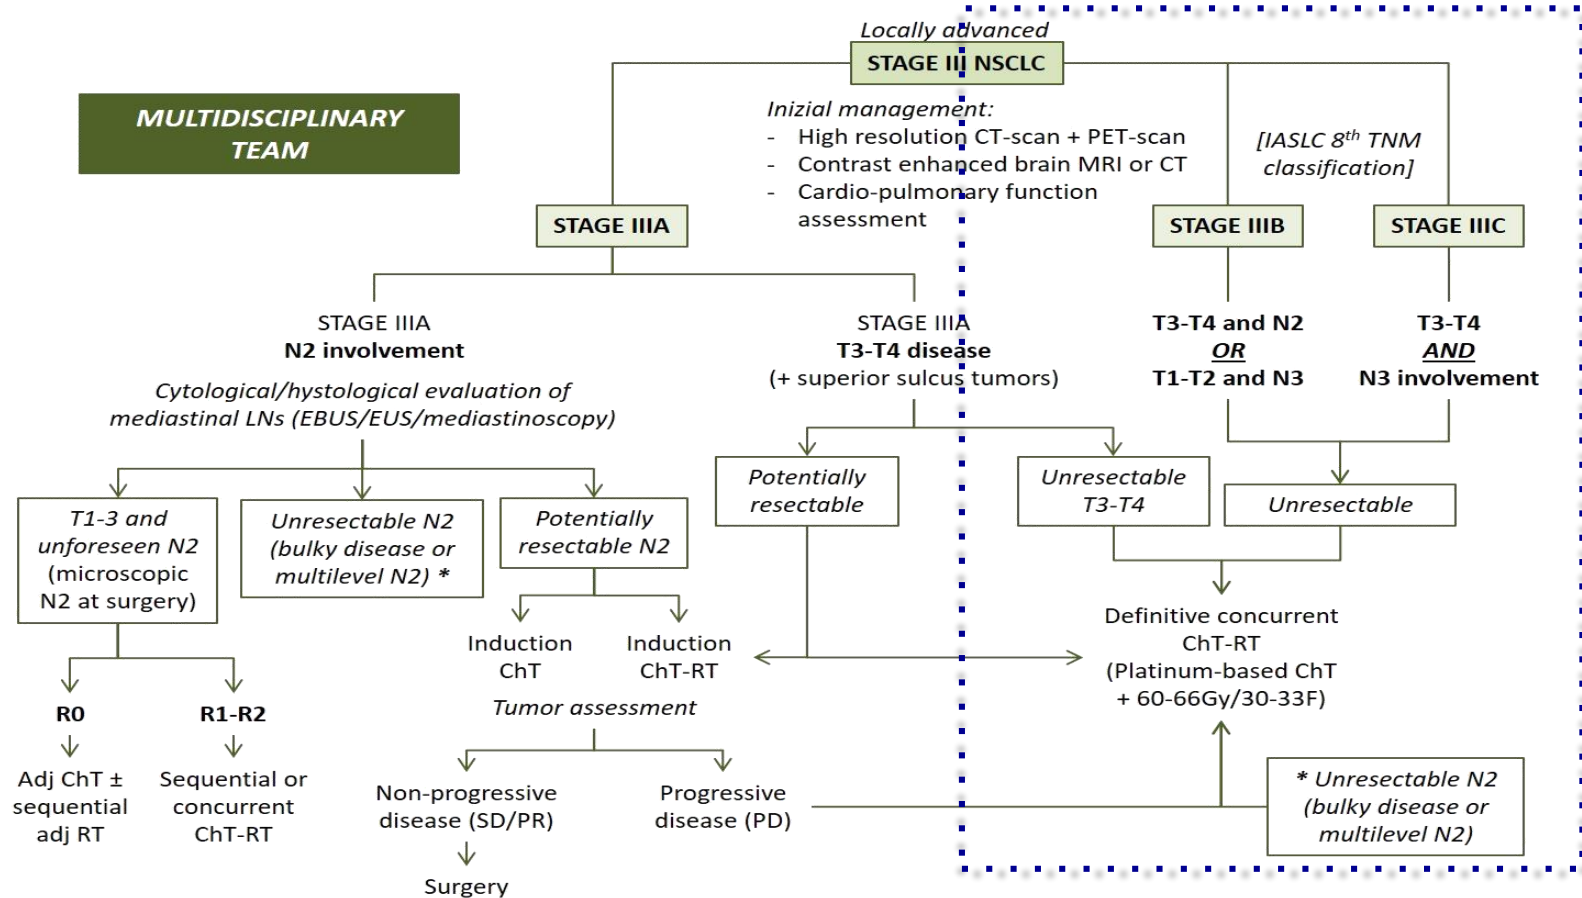 Locally advanced
STAGE III NSCLC
MULTIDISCIPLINARY
TEAM
Inizial management:
- High resolution CT-scan + PET-scan
- Contrast enhanced brain MRI or CT
- Cardio-pulmonary function
assessment
[IASLC 8th TNM
classification]
STAGE IIIA
STAGE IIIB
STAGE IIIC
STAGE IIIA
N2 involvement
STAGE IIIA
T3-T4 disease
(+ superior sulcus tumors)
T3-T4 and N2
OR
T1-T2 and N3
T3-T4
AND
N3 involvement
Cytological/hystological evaluation of
mediastinal LNs (EBUS/EUS/mediastinoscopy)
T1-3 and
unforeseen N2
(microscopic
N2 at surgery)
Unresectable N2
(bulky disease or
multilevel N2) *
Potentially
resectable N2
Potentially
resectable
Unresectable
T3-T4
Unresectable
Induction
ChT
Induction
ChT-RT
Definitive concurrent
ChT-RT
(Platinum-based ChT
+ 60-66Gy/30-33F)
R0
R1-R2
Tumor assessment
Adj ChT ±
sequential
adj RT
Sequential or
concurrent
ChT-RT
Non-progressive
disease (SD/PR)
Progressive
disease (PD)
* Unresectable N2
(bulky disease or
multilevel N2)
Surgery